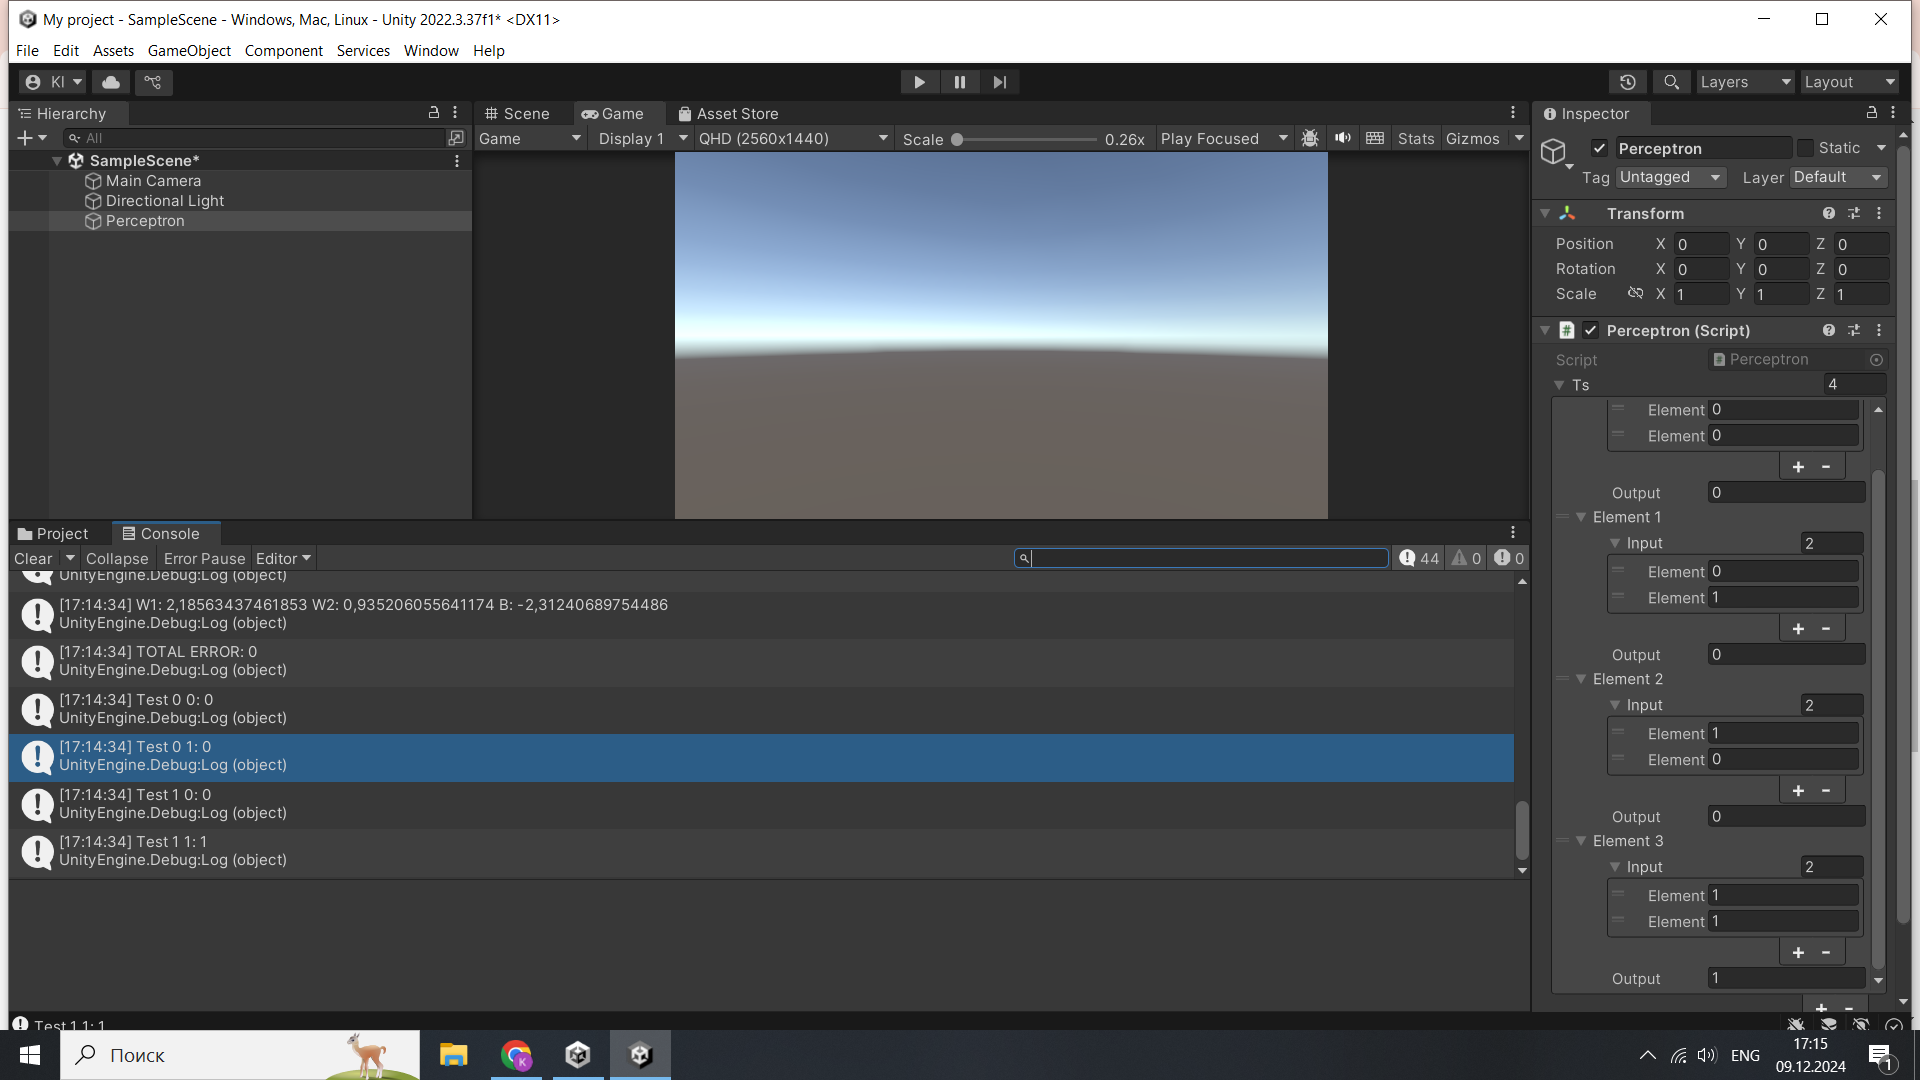 My project - SampleScene - Windows, Mac, Linux - Unity 2022.3.37f1* <DX11>
File Edit Assets GameObject Component Services Window Help
KI Layers Layout
Hierarchy
All
SampleScene*
Main Camera
Directional Light
Perceptron
Scene Game Asset Store
Game Display 1 QHD (2560x1440) Scale 0.26x Play Focused Stats Gizmos
Project Console
Clear Collapse Error Pause Editor 44 0 0
UnityEngine.Debug:Log (object)
[17:14:34] W1: 2,18563437461853 W2: 0,935206055641174 B: -2,31240689754486
UnityEngine.Debug:Log (object)
[17:14:34] TOTAL ERROR: 0
UnityEngine.Debug:Log (object)
[17:14:34] Test 0 0: 0
UnityEngine.Debug:Log (object)
[17:14:34] Test 0 1: 0
UnityEngine.Debug:Log (object)
[17:14:34] Test 1 0: 0
UnityEngine.Debug:Log (object)
[17:14:34] Test 1 1: 1
UnityEngine.Debug:Log (object)
Test 1 1: 1
Inspector
Perceptron Static
Tag Untagged Layer Default
Transform
Position X 0 Y 0 Z 0
Rotation X 0 Y 0 Z 0
Scale X 1 Y 1 Z 1
# Perceptron (Script)
Script # Perceptron
Ts 4
Element 0
Element 0
+ -
Output 0
Element 1
Input 2
Element 0
Element 1
+ -
Output 0
Element 2
Input 2
Element 1
Element 0
+ -
Output 0
Element 3
Input 2
Element 1
Element 1
+ -
Output 1
+ -
Поиск
K
ENG
17:15
09.12.2024
1